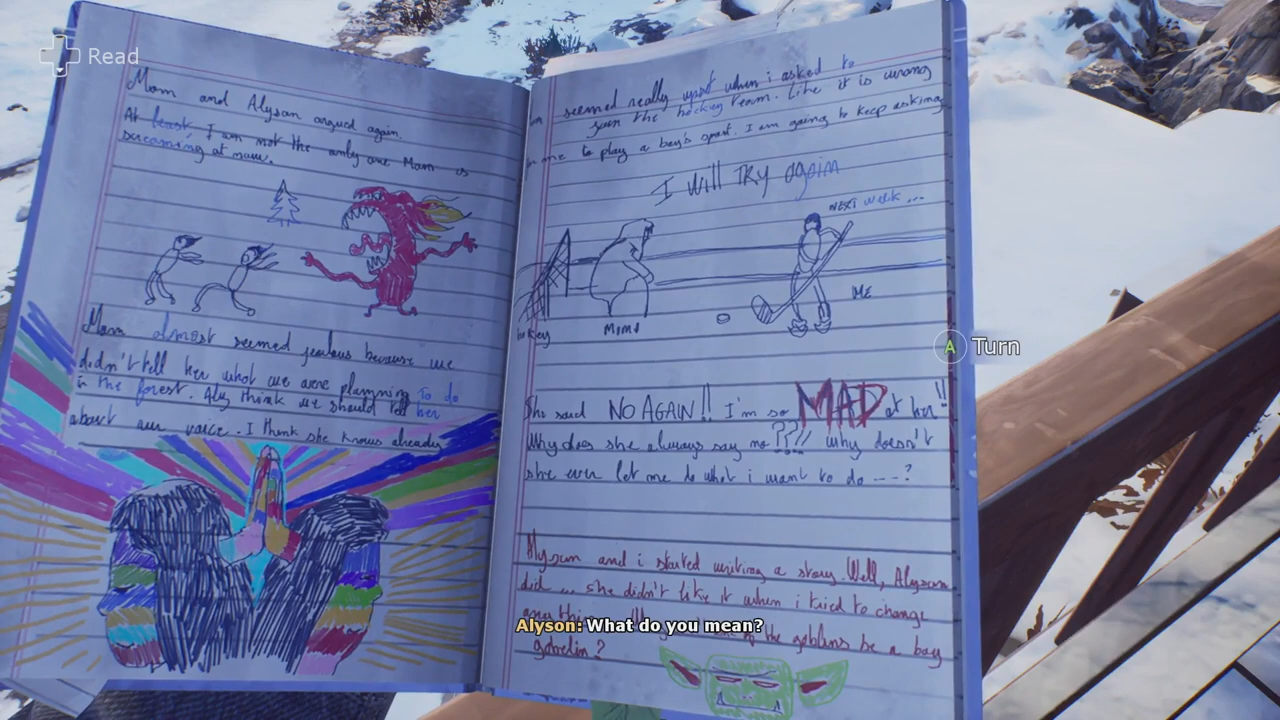 Read
Mom and Alyson argued again.
At least I am not the only one Mom is
screaming at now.
Mom almost seemed jealous because we
didn't tell her what we were planning to do
in the forest. Aly think we should tell her
about our voice. I think she knows already
seemed really upset when i asked to
join the hockey team. Like it is wrong
me to play a boy's sport. I am going to keep asking
I will TRY again
NEXT week ...
ME
Mom
hockey
She said NO AGAIN!! I'm so MAD at her!!
Why does she always say no???!! why doesn't
she ever let me do what i want to do ---?
Turn
Alyson and i started writing a story. Well, Alyson
did ... she didn't like it when i tried to change
Alyson: What do you mean?
of the goblins be a boy
goblin?
A